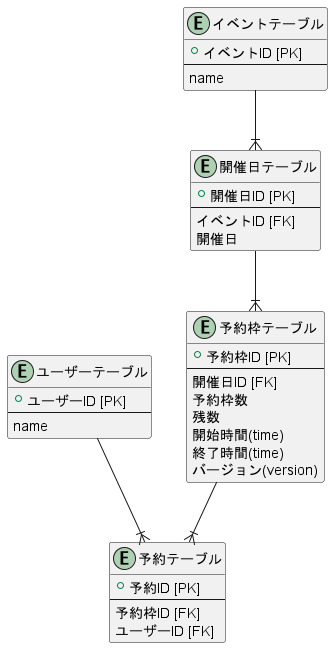 E イベントテーブル
イベントID [PK]
name
E 開催日テーブル
開催日ID [PK]
イベントID [FK]
開催日
E 予約枠テーブル
予約枠ID [PK]
開催日ID [FK]
予約枠数
残数
開始時間(time)
終了時間(time)
バージョン(version)
E ユーザーテーブル
ユーザーID [PK]
name
E 予約テーブル
予約ID [PK]
予約枠ID [FK]
ユーザーID [FK]